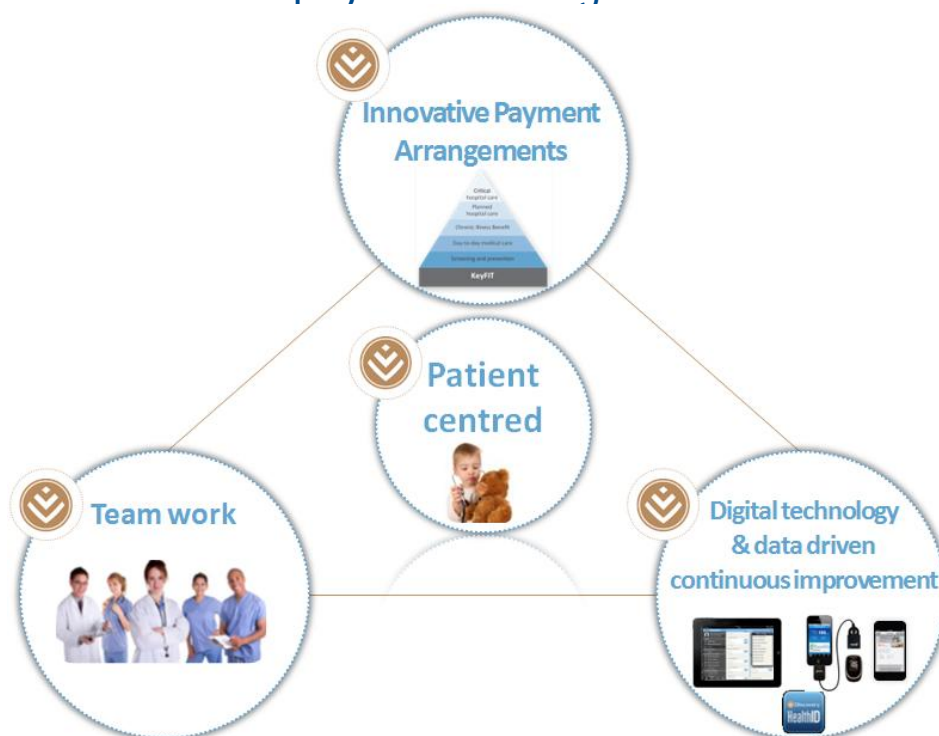 Innovative Payment
Arrangements
Critical
hospital care
Planned
hospital care
Chronic Illness Benefit
Day-to-day medical care
Screening and prevention
KeyFIT
Patient
centred
Team work
Digital technology
& data driven
continuous improvement
Discovery
HealthID